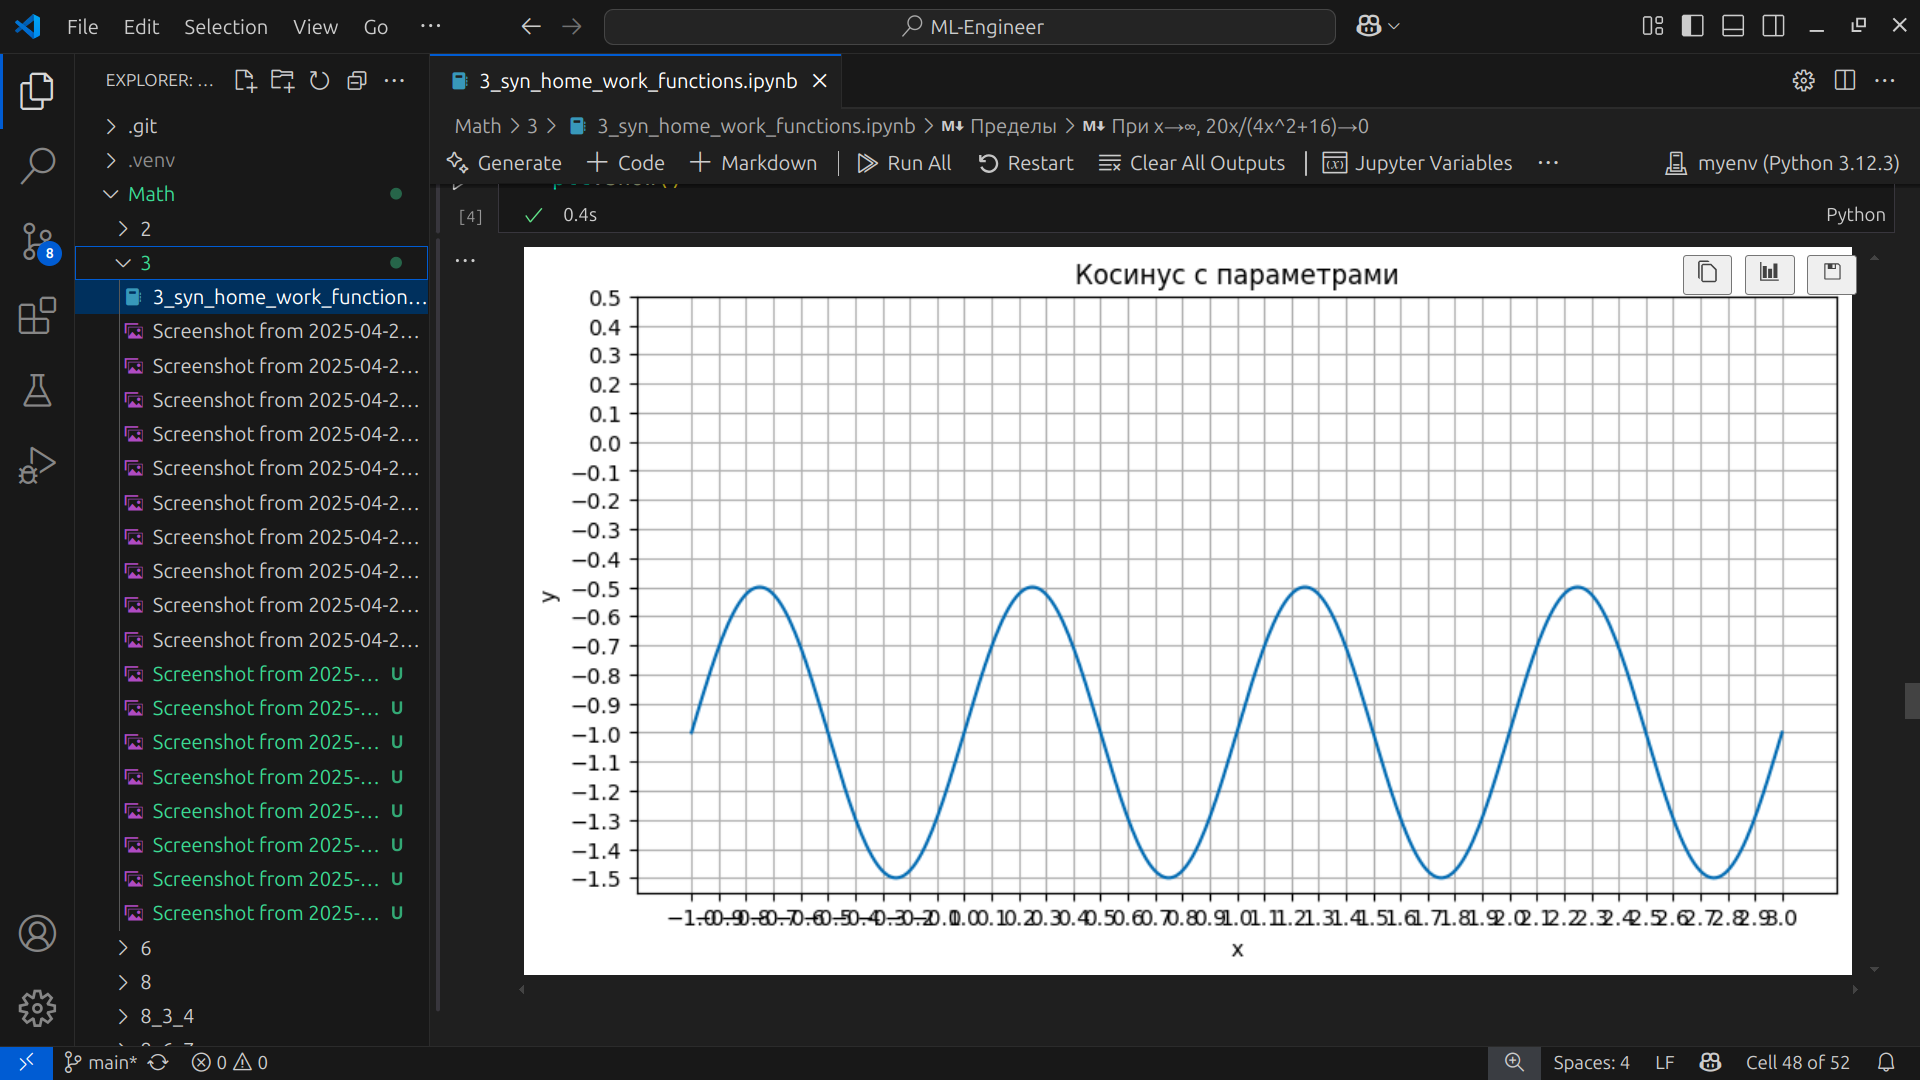 File Edit Selection View Go
ML-Engineer
EXPLORER: ...
3_syn_home_work_functions.ipynb
Math > 3 > 3_syn_home_work_functions.ipynb > M↓ Пределы > M↓ При x→∞, 20x/(4x^2+16)→0
Generate + Code + Markdown Run All Restart Clear All Outputs Jupyter Variables ... myenv (Python 3.12.3)
.git
.venv
Math
2
3
3_syn_home_work_function...
Screenshot from 2025-04-2...
Screenshot from 2025-04-2...
Screenshot from 2025-04-2...
Screenshot from 2025-04-2...
Screenshot from 2025-04-2...
Screenshot from 2025-04-2...
Screenshot from 2025-04-2...
Screenshot from 2025-04-2...
Screenshot from 2025-04-2...
Screenshot from 2025-04-2...
Screenshot from 2025-... U
Screenshot from 2025-... U
Screenshot from 2025-... U
Screenshot from 2025-... U
Screenshot from 2025-... U
Screenshot from 2025-... U
Screenshot from 2025-... U
Screenshot from 2025-... U
6
8
8_3_4
8
[4] 0.4s Python
Косинус с параметрами
0.5
0.4
0.3
0.2
0.1
0.0
−0.1
−0.2
−0.3
−0.4
−0.5
−0.6
−0.7
−0.8
−0.9
−1.0
−1.1
−1.2
−1.3
−1.4
−1.5
y
−1.0−0.9−0.8−0.7−0.6−0.5−0.4−0.3−0.2−0.1 0.0 0.1 0.2 0.3 0.4 0.5 0.6 0.7 0.8 0.9 1.0 1.1 1.2 1.3 1.4 1.5 1.6 1.7 1.8 1.9 2.0 2.1 2.2 2.3 2.4 2.5 2.6 2.7 2.8 2.9 3.0
x
main* 0 0 Spaces: 4 LF Cell 48 of 52